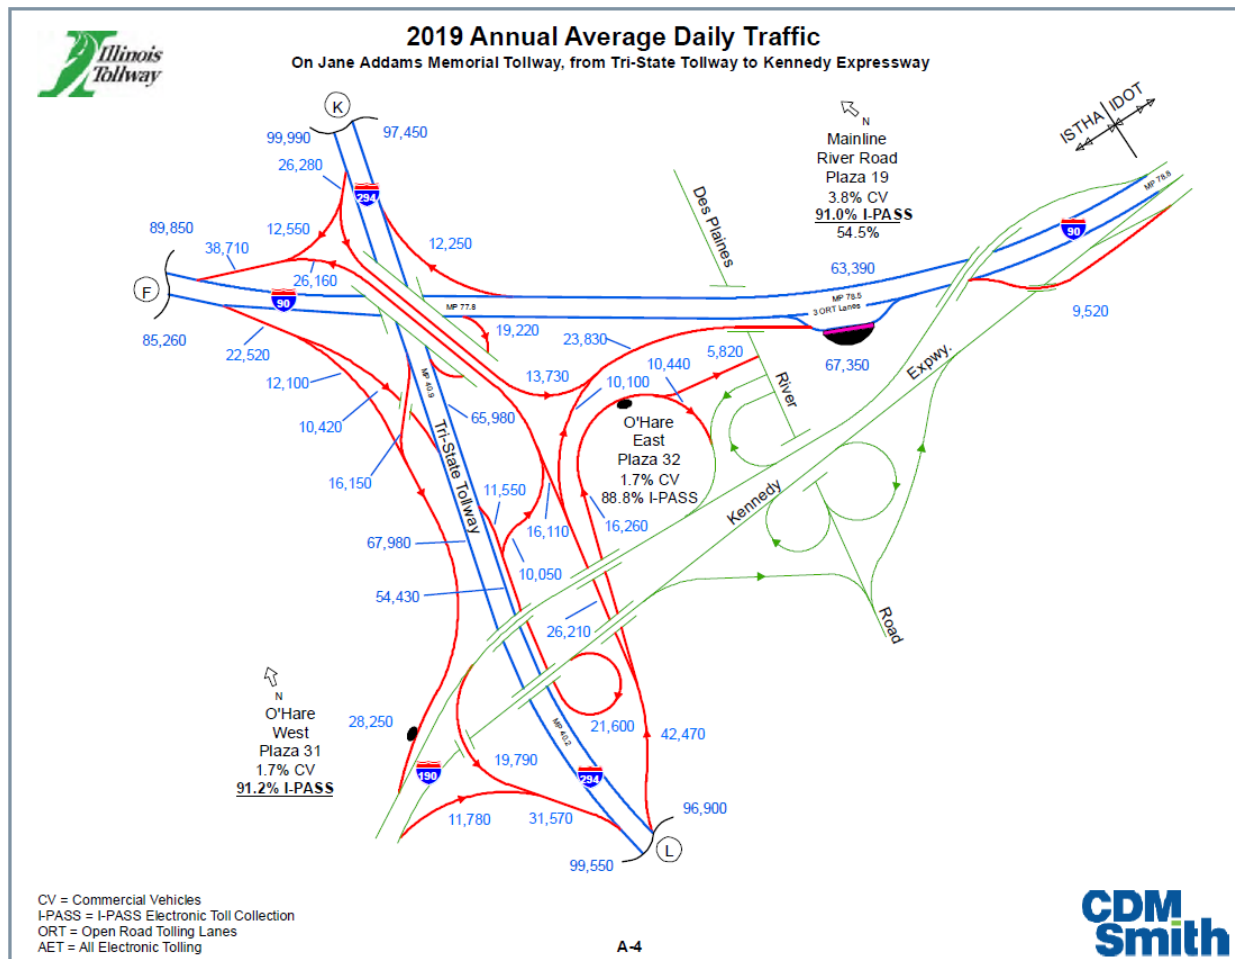 Illinois
Tollway
2019 Annual Average Daily Traffic
On Jane Addams Memorial Tollway, from Tri-State Tollway to Kennedy Expressway
K
99,990
97,450
26,280
294
12,550
89,850
38,710
26,160
12,250
F
90
MP 77.8
85,260
22,520
19,220
12,100
10,420
16,150
MP 40.9
65,980
Tri-State Tollway
13,730
23,830
10,100
10,440
5,820
Des Plaines
River
Road
N
Mainline
River Road
Plaza 19
3.8% CV
91.0% I-PASS
54.5%
ISTHA
IDOT
MP 78.8
90
63,390
MP 78.5
3 ORT Lanes
67,350
9,520
Kennedy
Expwy.
O'Hare
East
Plaza 32
1.7% CV
88.8% I-PASS
11,550
16,110
16,260
67,980
10,050
54,430
26,210
N
O'Hare
West
Plaza 31
1.7% CV
91.2% I-PASS
28,250
190
19,790
MP 40.2
21,600
42,470
294
11,780
31,570
96,900
99,550
L
CV = Commercial Vehicles
I-PASS = I-PASS Electronic Toll Collection
ORT = Open Road Tolling Lanes
AET = All Electronic Tolling
A-4
CDM
Smith